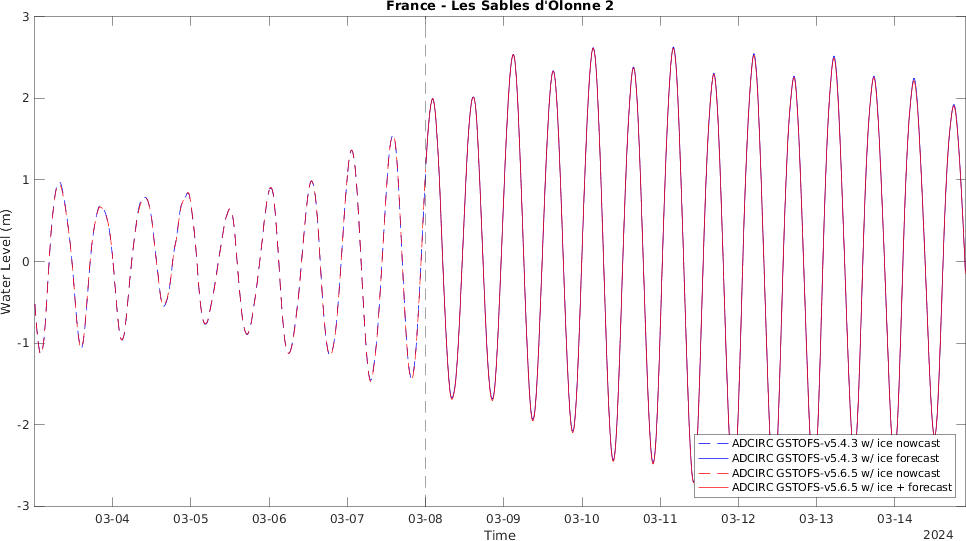 France - Les Sables d'Olonne 2
3
2
1
0
-1
-2
-3
Water Level (m)
03-04
03-05
03-06
03-07
03-08
03-09
03-10
03-11
03-12
03-13
03-14
Time
2024
ADCIRC GSTOFS-v5.4.3 w/ ice nowcast
ADCIRC GSTOFS-v5.4.3 w/ ice forecast
ADCIRC GSTOFS-v5.6.5 w/ ice nowcast
ADCIRC GSTOFS-v5.6.5 w/ ice + forecast